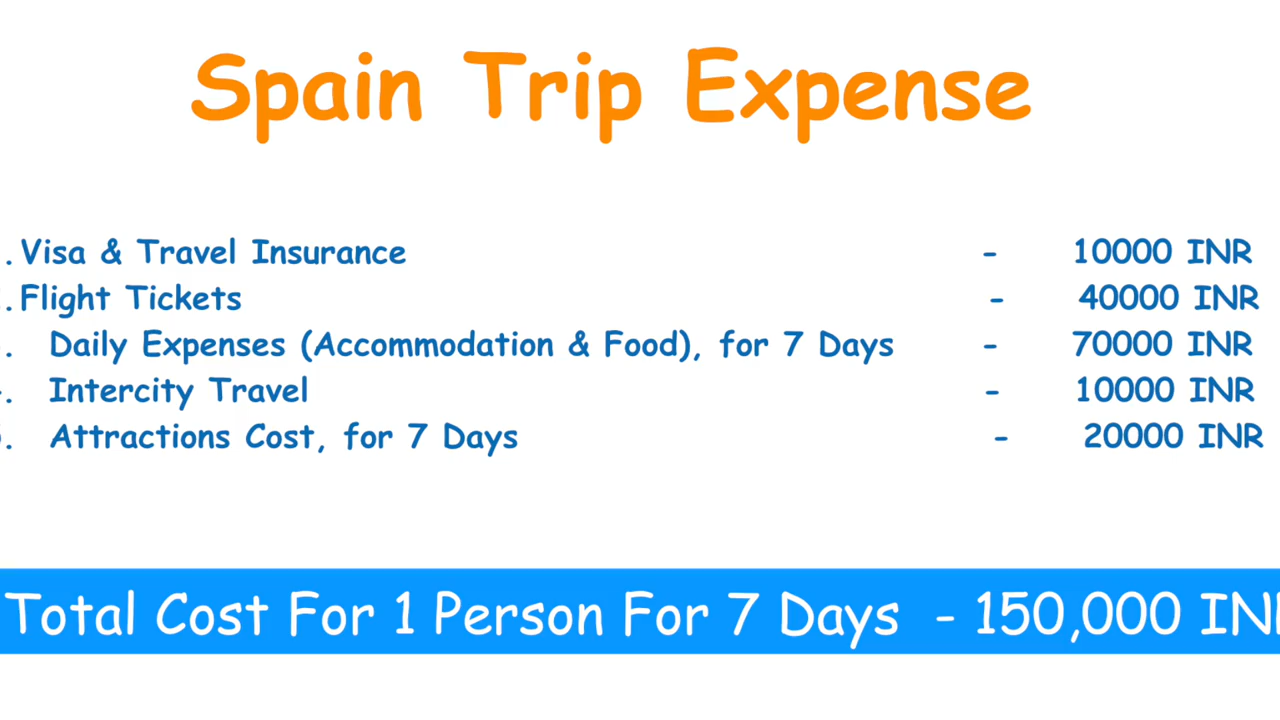 Spain Trip Expense
. Visa & Travel Insurance - 10000 INR
. Flight Tickets - 40000 INR
. Daily Expenses (Accommodation & Food), for 7 Days - 70000 INR
. Intercity Travel - 10000 INR
. Attractions Cost, for 7 Days - 20000 INR
Total Cost For 1 Person For 7 Days - 150,000